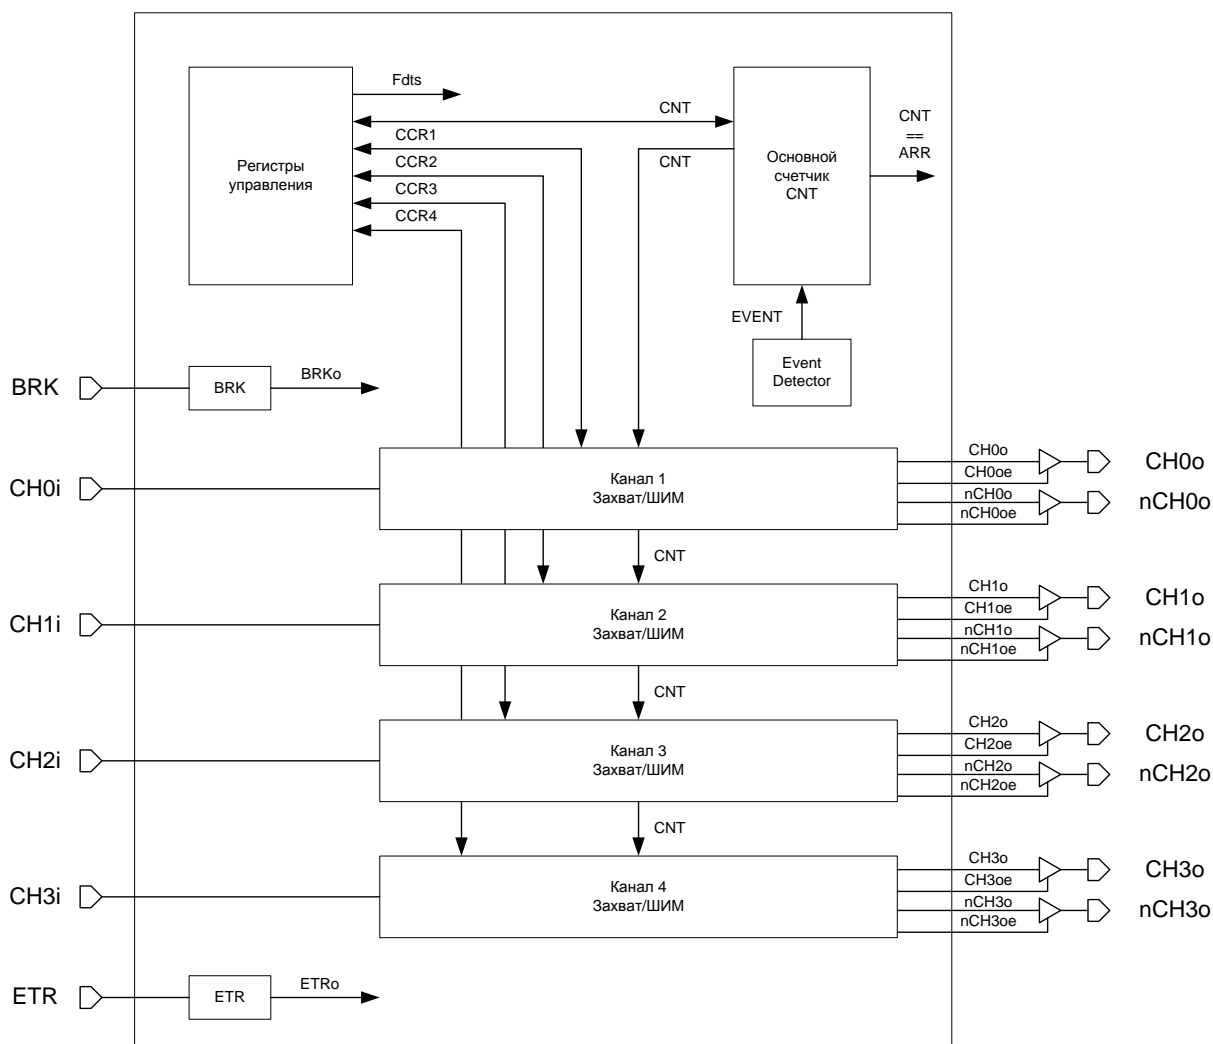 Fdts
CNT
CCR1
CCR2
CCR3
CCR4
CNT
Регистры
управления
Основной
счетчик
CNT
CNT
==
ARR
EVENT
Event
Detector
BRK
BRK
BRKo
CH0i
Канал 1
Захват/ШИМ
CH0o
CH0oe
nCH0o
nCH0oe
CH0o
nCH0o
CNT
CH1i
Канал 2
Захват/ШИМ
CH1o
CH1oe
nCH1o
nCH1oe
CH1o
nCH1o
CNT
CH2i
Канал 3
Захват/ШИМ
CH2o
CH2oe
nCH2o
nCH2oe
CH2o
nCH2o
CNT
CH3i
Канал 4
Захват/ШИМ
CH3o
CH3oe
nCH3o
nCH3oe
CH3o
nCH3o
ETR
ETR
ETRo